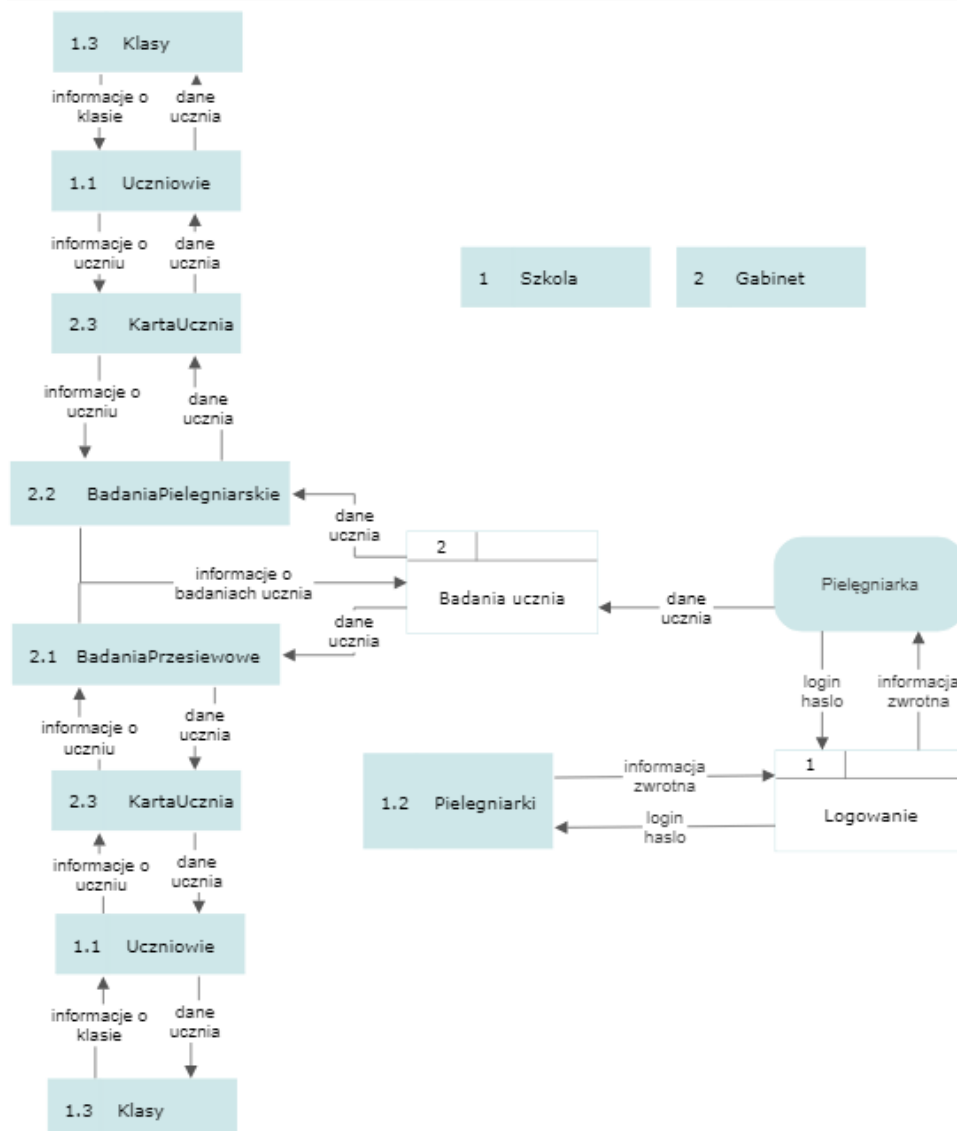 1.3 Klasy
informacje o
klasie
dane
ucznia
1.1 Uczniowie
informacje o
uczniu
dane
ucznia
1 Szkola
2 Gabinet
2.3 KartaUcznia
informacje o
uczniu
dane
ucznia
2.2 BadaniaPielegniarskie
dane
ucznia
2
Badania ucznia
informacje o
badaniach ucznia
dane
ucznia
dane
ucznia
Pielęgniarka
2.1 BadaniaPrzesiewowe
login
haslo
informacja
zwrotna
informacje o
uczniu
dane
ucznia
1.2 Pielegniarki
informacja
zwrotna
login
haslo
1
Logowanie
2.3 KartaUcznia
informacje o
uczniu
dane
ucznia
1.1 Uczniowie
informacje o
klasie
dane
ucznia
1.3 Klasy